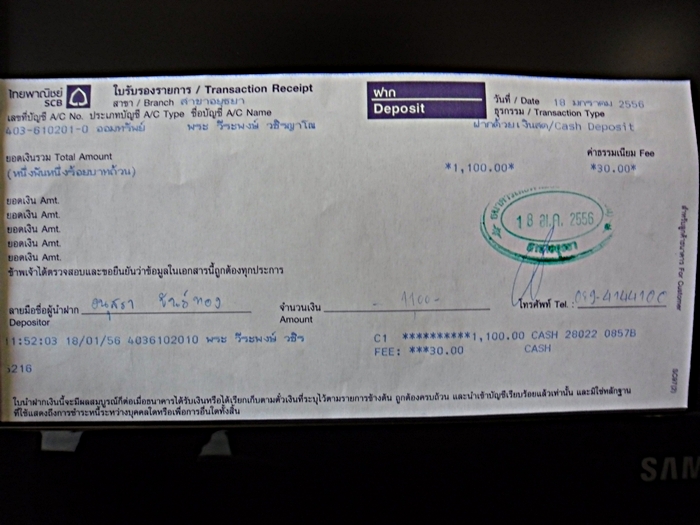 ไทยพาณิชย์
SCB
ใบรับรองรายการ / Transaction Receipt
ฝาก
Deposit
วันที่ / Date 18 มกราคม 2556
สาขา / Branch สาขาอยุธยา
ธุรกรรม / Transaction Type
เลขที่บัญชี A/C No. ประเภทบัญชี A/C Type ชื่อบัญชี A/C Name
ฝากด้วยเงินสด/Cash Deposit
403-610201-0 ออมทรัพย์ พระ วีระพงษ์ วชิรญาโณ
ยอดเงินรวม Total Amount
ค่าธรรมเนียม Fee
(หนึ่งพันหนึ่งร้อยบาทถ้วน) *1,100.00* *30.00*
ยอดเงิน Amt.
ยอดเงิน Amt.
ยอดเงิน Amt.
ยอดเงิน Amt.
ยอดเงิน Amt.
18 ม.ค. 2556
ข้าพเจ้าได้ตรวจสอบและขอยืนยันว่าข้อมูลในเอกสารนี้ถูกต้องทุกประการ
ลายมือชื่อผู้นำฝาก จำนวนเงิน - 1100 - โทรศัพท์ Tel. :
Depositor Amount
11:52:03 18/01/56 4036102010 พระ วีระพงษ์ วชิร C1 **********1,100.00 CASH 28022 0857B
FEE: ***30.00 CASH
5216
ใบนำฝากเงินนี้จะมีผลสมบูรณ์ก็ต่อเมื่อธนาคารได้รับเงินหรือได้เรียกเก็บตามตั๋วเงินที่ระบุไว้ตามรายการข้างต้น ถูกต้องครบถ้วน และนำเข้าบัญชีเรียบร้อยแล้วเท่านั้น และมิใช่หลักฐาน
ที่ใช้แสดงถึงการชำระหนี้ระหว่างบุคคลใดหรือเพื่อการอื่นใดทั้งสิ้น
สำหรับลูกค้าธนาคาร For Customer
SAM